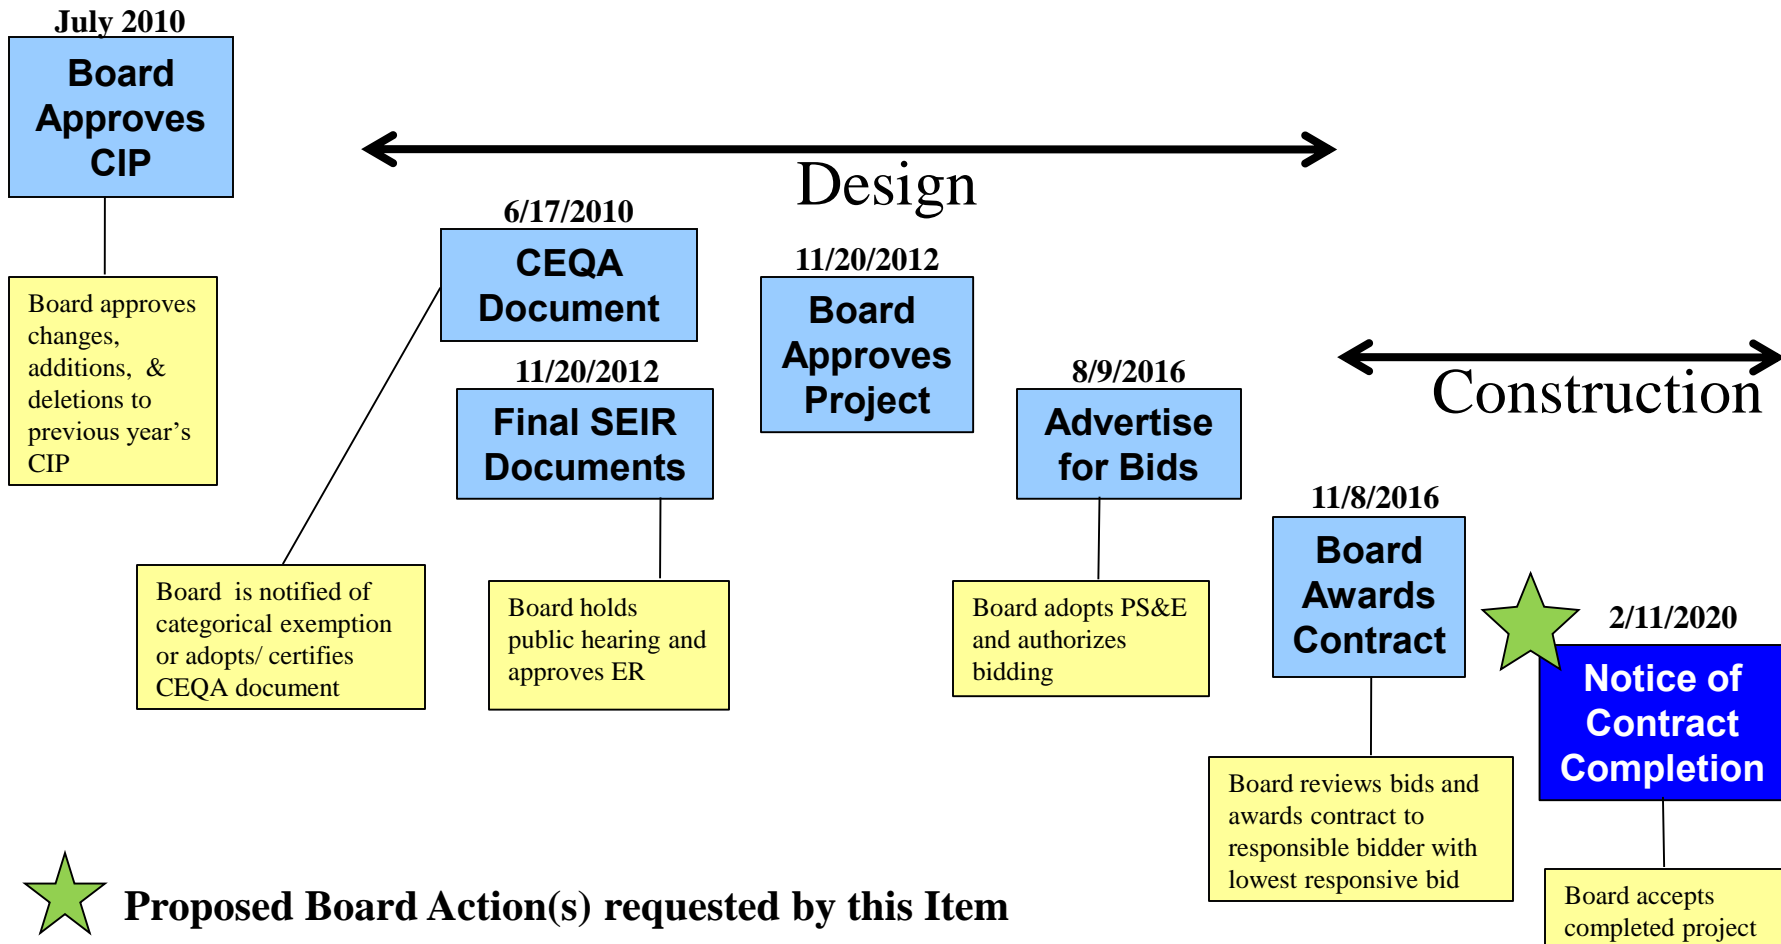 July 2010
Board
Approves
CIP
Board approves
changes,
additions, &
deletions to
previous year's
CIP
Design
6/17/2010
CEQA
Document
Board is notified of
categorical exemption
or adopts/ certifies
CEQA document
11/20/2012
Final SEIR
Documents
Board holds
public hearing and
approves ER
11/20/2012
Board
Approves
Project
8/9/2016
Advertise
for Bids
Board adopts PS&E
and authorizes
bidding
Construction
11/8/2016
Board
Awards
Contract
Board reviews bids and
awards contract to
responsible bidder with
lowest responsive bid
2/11/2020
Notice of
Contract
Completion
Board accepts
completed project
Proposed Board Action(s) requested by this Item